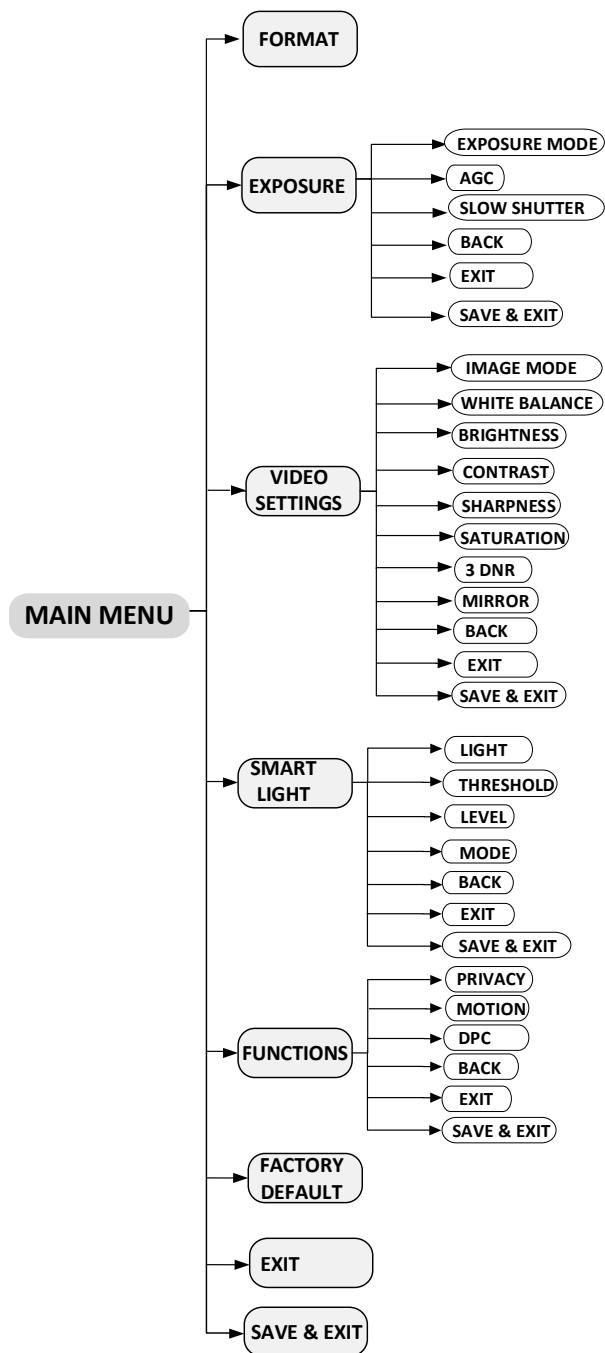 FORMAT
EXPOSURE
EXPOSURE MODE
AGC
SLOW SHUTTER
BACK
EXIT
SAVE & EXIT
VIDEO
SETTINGS
IMAGE MODE
WHITE BALANCE
BRIGHTNESS
CONTRAST
SHARPNESS
SATURATION
3 DNR
MIRROR
BACK
EXIT
SAVE & EXIT
MAIN MENU
SMART
LIGHT
LIGHT
THRESHOLD
LEVEL
MODE
BACK
EXIT
SAVE & EXIT
FUNCTIONS
PRIVACY
MOTION
DPC
BACK
EXIT
SAVE & EXIT
FACTORY
DEFAULT
EXIT
SAVE & EXIT